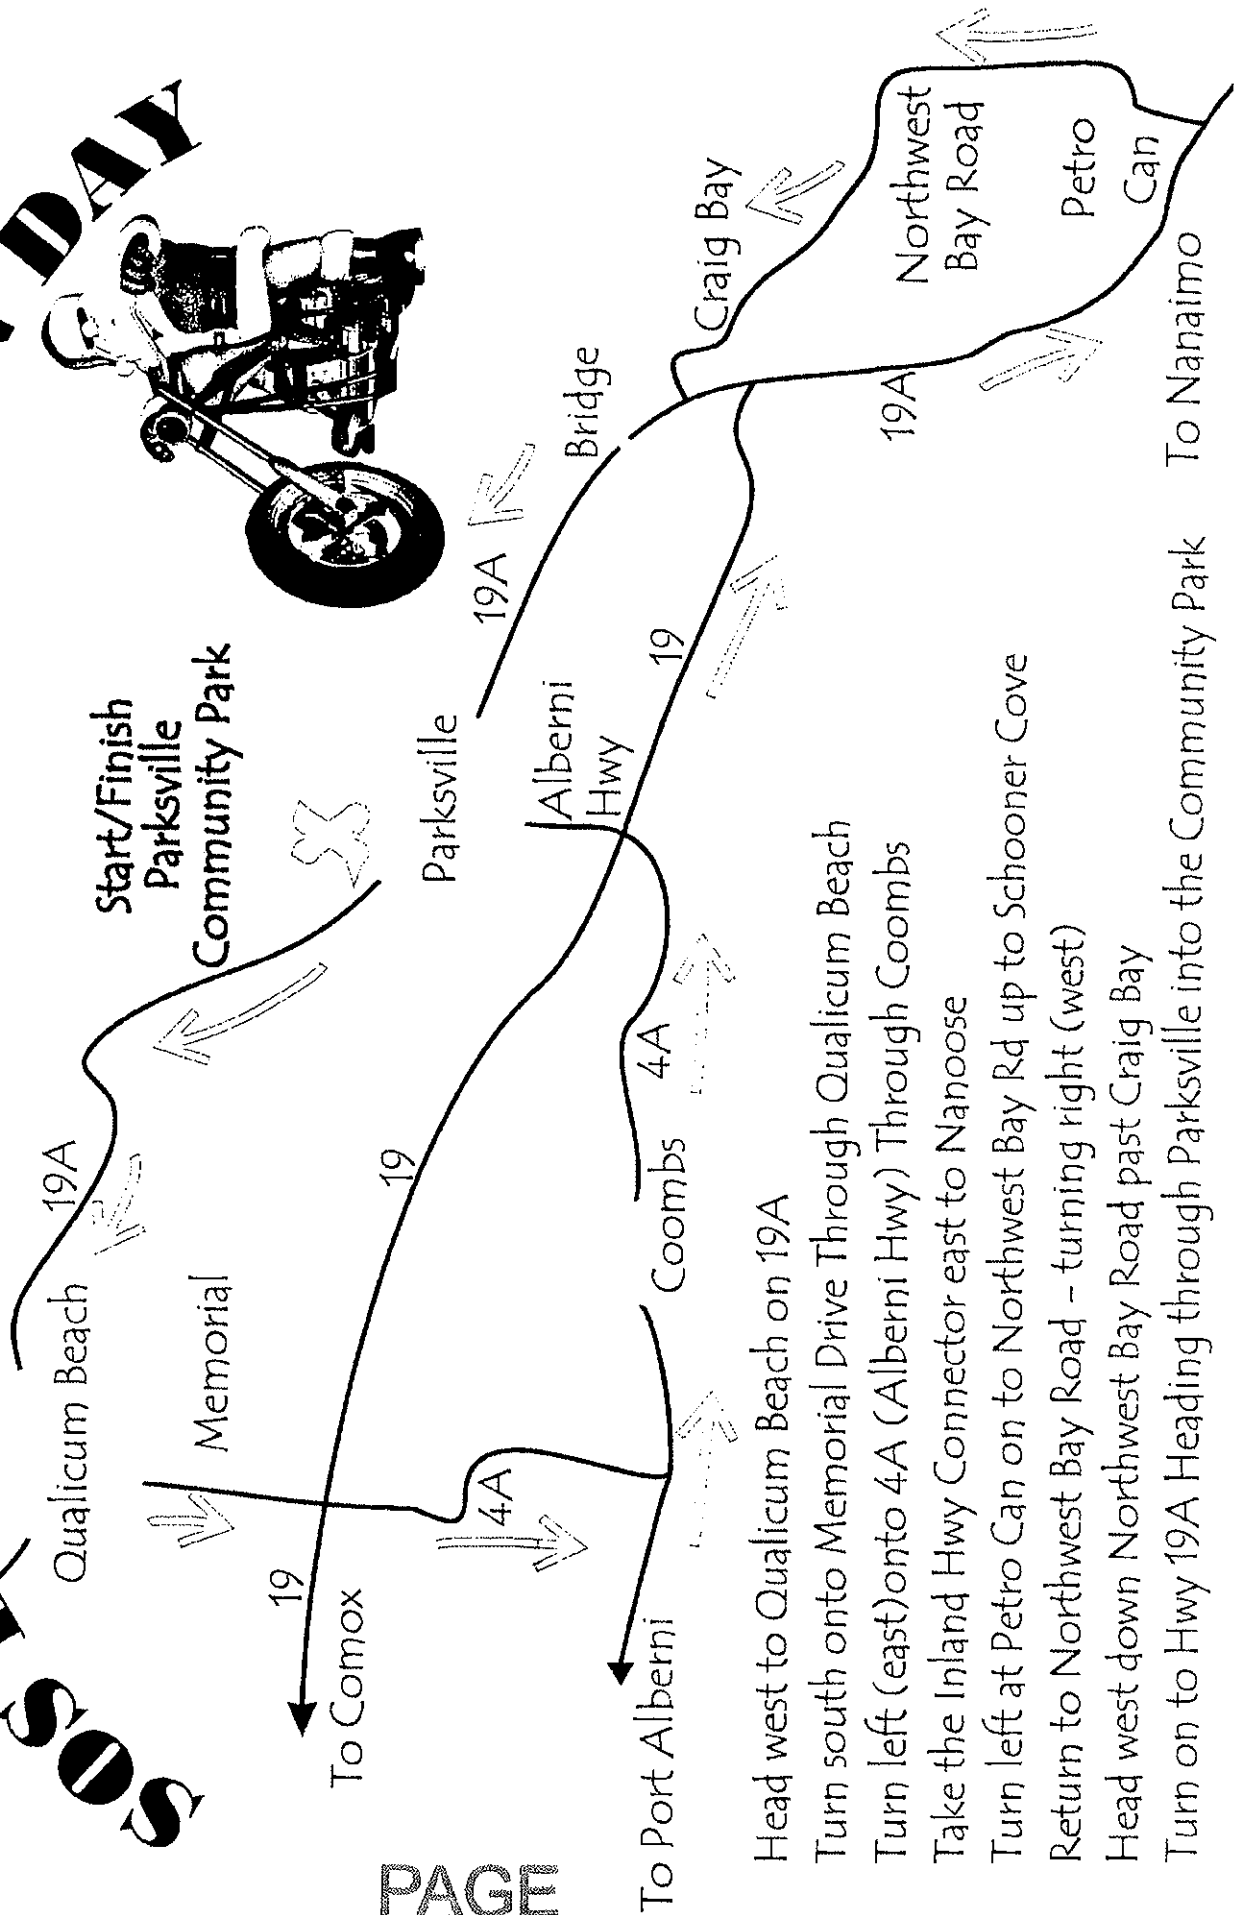 SOS
DAY
Start/Finish
Parksville
Community Park
Qualicum Beach
19A
Memorial
19
To Comox
19
Parksville
19A
Bridge
Craig Bay
Alberni
Hwy
19
4A
4A
Coombs
To Port Alberni
19A
Northwest
Bay Road
Petro
Can
To Nanaimo
Head west to Qualicum Beach on 19A
Turn south onto Memorial Drive Through Qualicum Beach
Turn left (east)onto 4A (Alberni Hwy) Through Coombs
Take the Inland Hwy Connector east to Nanoose
Turn left at Petro Can on to Northwest Bay Rd up to Schooner Cove
Return to Northwest Bay Road - turning right (west)
Head west down Northwest Bay Road past Craig Bay
Turn on to Hwy 19A Heading through Parksville into the Community Park
PAGE